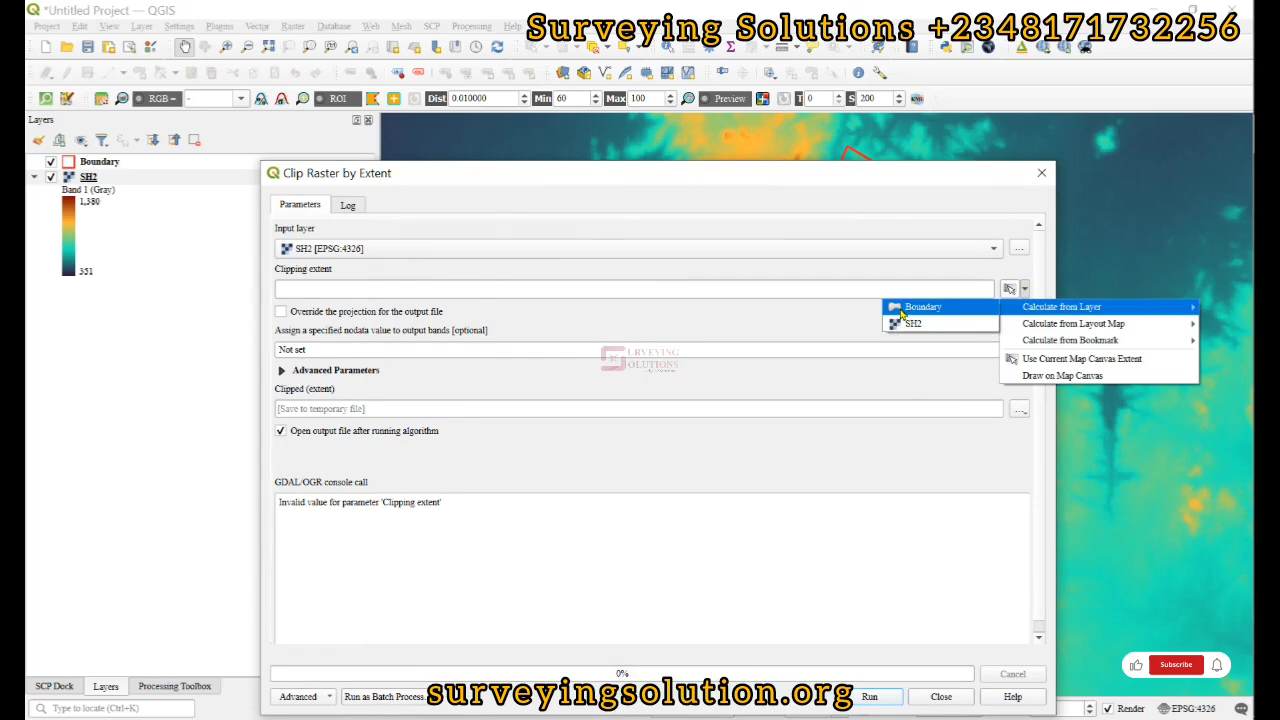 *Untitled Project — QGIS
Surveying Solutions +2348171732256
Project Edit View Layer Settings Plugins Vector Raster Database Web Mesh SCP Processing Help
RGB = - ROI Dist 0.010000 Min 60 Max 100 Preview T 0 S 200
Layers
Boundary
SH2
Band 1 (Gray)
1,380
351
Clip Raster by Extent
Parameters Log
Input layer
SH2 [EPSG:4326]
...
Clipping extent
Override the projection for the output file
Boundary
SH2
Calculate from Layer
Calculate from Layout Map
Calculate from Bookmark
Use Current Map Canvas Extent
Draw on Map Canvas
Assign a specified nodata value to output bands [optional]
Not set
URVEYING
SOLUTIONS
Advanced Parameters
Clipped (extent)
[Save to temporary file]
...
Open output file after running algorithm
GDAL/OGR console call
Invalid value for parameter 'Clipping extent'
Subscribe
0%
Cancel
SCP Dock Layers Processing Toolbox
Advanced Run as Batch Process... Run Close Help
surveyingsolution.org
Type to locate (Ctrl+K)
Render EPSG:4326